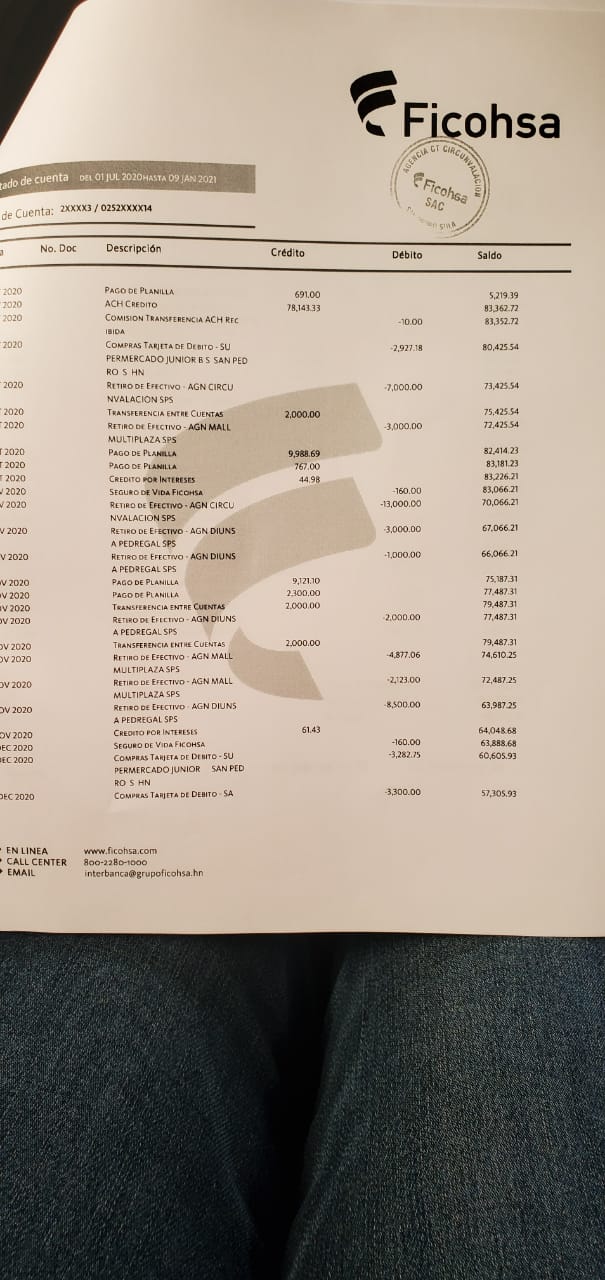 Ficohsa
AGENCIA CT CIRCUNVALACION
Ficohsa
SAC
SULA
tado de cuenta DEL 01 JUL 2020 HASTA 09 JAN 2021
de Cuenta: 2XXXX3 / 0252XXXX14
a No. Doc Descripción Crédito Débito Saldo
2020 PAGO DE PLANILLA 691.00 5,219.39
2020 ACH CREDITO 78,143.33 83,362.72
2020 COMISION TRANSFERENCIA ACH REC -10.00 83,352.72
IBIDA
2020 COMPRAS TARJETA DE DEBITO - SU -2,927.18 80,425.54
PERMERCADO JUNIOR B S SAN PED
RO S HN
2020 RETIRO DE EFECTIVO - AGN CIRCU -7,000.00 73,425.54
NVALACION SPS
2020 TRANSFERENCIA ENTRE CUENTAS 2,000.00 75,425.54
2020 RETIRO DE EFECTIVO - AGN MALL -3,000.00 72,425.54
MULTIPLAZA SPS
T 2020 PAGO DE PLANILLA 9,988.69 82,414.23
T 2020 PAGO DE PLANILLA 767.00 83,181.23
T 2020 CREDITO POR INTERESES 44.98 83,226.21
V 2020 SEGURO DE VIDA FICOHSA -160.00 83,066.21
V 2020 RETIRO DE EFECTIVO - AGN CIRCU -13,000.00 70,066.21
NVALACION SPS
V 2020 RETIRO DE EFECTIVO - AGN DIUNS -3,000.00 67,066.21
A PEDREGAL SPS
V 2020 RETIRO DE EFECTIVO - AGN DIUNS -1,000.00 66,066.21
A PEDREGAL SPS
OV 2020 PAGO DE PLANILLA 9,121.10 75,187.31
OV 2020 PAGO DE PLANILLA 2,300.00 77,487.31
OV 2020 TRANSFERENCIA ENTRE CUENTAS 2,000.00 79,487.31
OV 2020 RETIRO DE EFECTIVO - AGN DIUNS -2,000.00 77,487.31
A PEDREGAL SPS
OV 2020 TRANSFERENCIA ENTRE CUENTAS 2,000.00 79,487.31
OV 2020 RETIRO DE EFECTIVO - AGN MALL -4,877.06 74,610.25
MULTIPLAZA SPS
OV 2020 RETIRO DE EFECTIVO - AGN MALL -2,123.00 72,487.25
MULTIPLAZA SPS
OV 2020 RETIRO DE EFECTIVO - AGN DIUNS -8,500.00 63,987.25
A PEDREGAL SPS
OV 2020 CREDITO POR INTERESES 61.43 64,048.68
DEC 2020 SEGURO DE VIDA FICOHSA -160.00 63,888.68
DEC 2020 COMPRAS TARJETA DE DEBITO - SU -3,282.75 60,605.93
PERMERCADO JUNIOR SAN PED
RO S HN
DEC 2020 COMPRAS TARJETA DE DEBITO - SA -3,300.00 57,305.93
EN LINEA www.ficohsa.com
CALL CENTER 800-2280-1000
EMAIL interbanca@grupoficohsa.hn